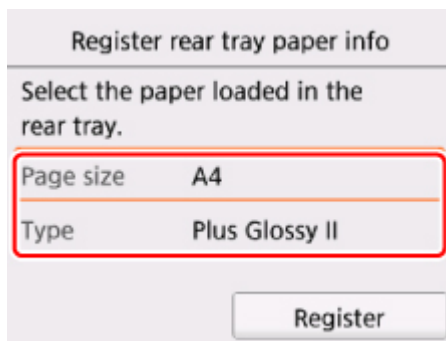 Register rear tray paper info
Select the paper loaded in the
rear tray.
Page size A4
Type Plus Glossy II
Register